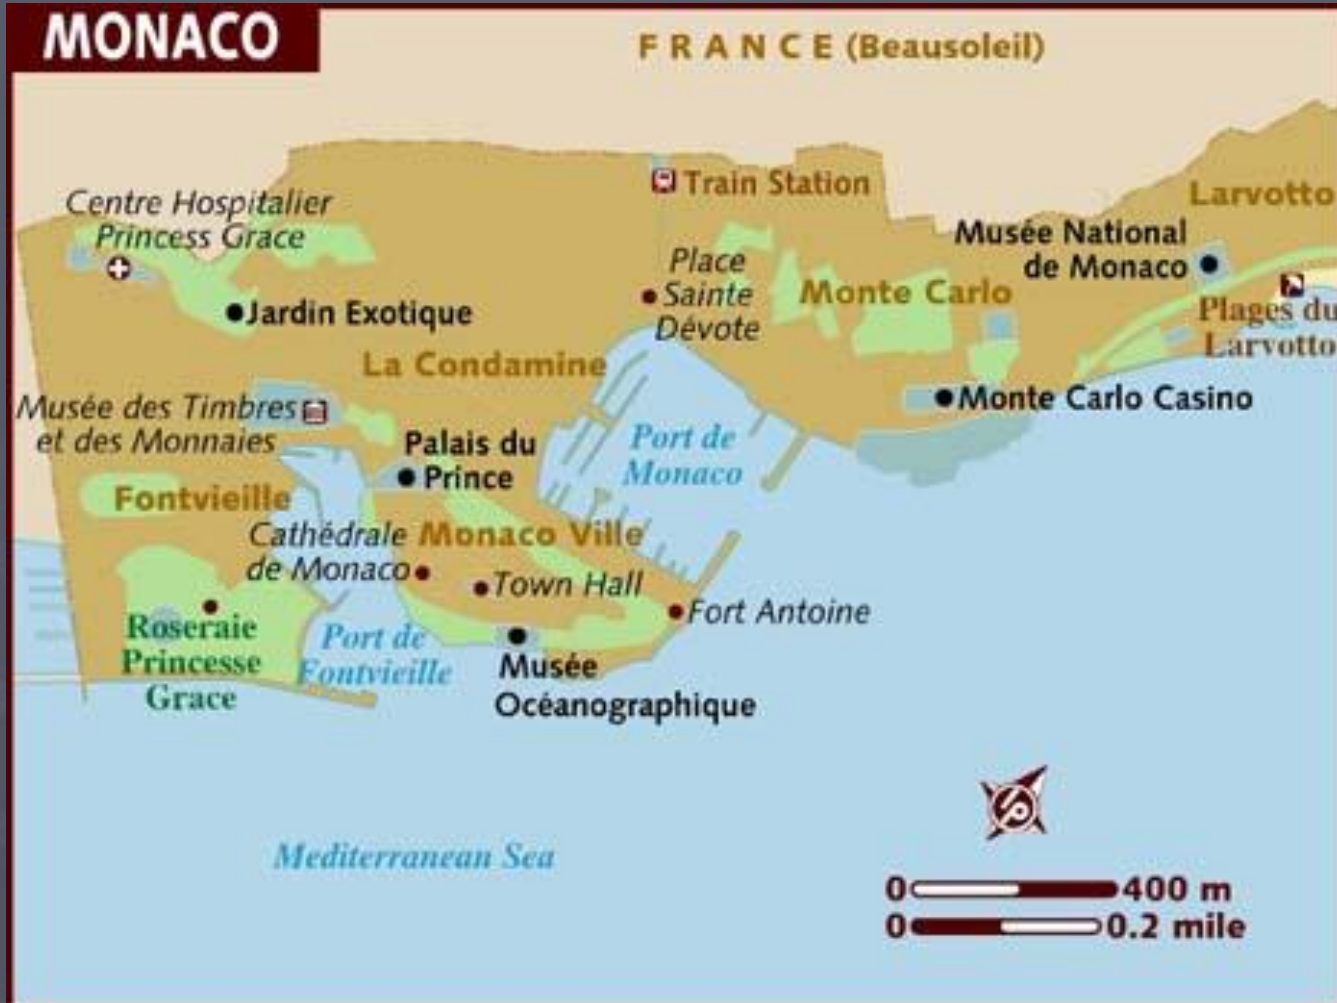 MONACO
FRANCE (Beausoleil)
Train Station
Larvotto
Centre Hospitalier
Princess Grace
Musée National
de Monaco
Place
Sainte
Dévote
Monte Carlo
Plages du
Larvotto
Jardin Exotique
La Condamine
Monte Carlo Casino
Musée des Timbres
et des Monnaies
Palais du
Prince
Port de
Monaco
Fontvieille
Cathédrale
de Monaco
Monaco Ville
Town Hall
Fort Antoine
Roseraie
Princesse
Grace
Port de
Fontvieille
Musée
Océanographique
Mediterranean Sea
0 400 m
0 0.2 mile